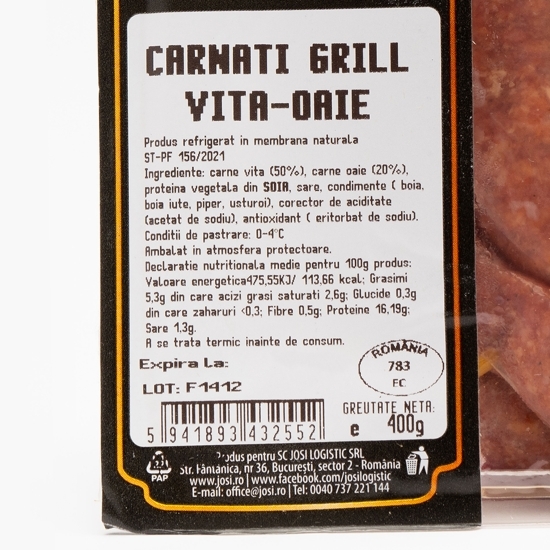 CARNATI GRILL
VITA-OAIE
Produs refrigerat in membrana naturala
ST-PF 156/2021
Ingrediente: carne vita (50%), carne oaie (20%),
proteina vegetala din SOIA, sare, condimente ( boia,
boia iute, piper, usturoi), corector de aciditate
(acetat de sodiu), antioxidant ( eritorbat de sodiu).
Conditii de pastrare: 0-4°C
Ambalat in atmosfera protectoare.
Declaratie nutritionala medie pentru 100g produs:
Valoare energetica475,55KJ/ 113,66 kcal; Grasimi
5,3g din care acizi grasi saturati 2,6g; Glucide 0,3g
din care zaharuri <0,3; Fibre 0,5g; Proteine 16,19g;
Sare 1,3g.
A se trata termic inainte de consum.
Expira la:
LOT: F1412
ROMÂNIA
783
FC
GREUTATE NETA:
e 400g
5 941893 432552
Produs pentru SC JOSI LOGISTIC SRL
Str. Fântânica, nr 36, București, sector 2 - România
www.josi.ro | www.facebook.com/josilogistic
E-mail: office@josi.ro | Tel: 0040 737 221 144
PAP